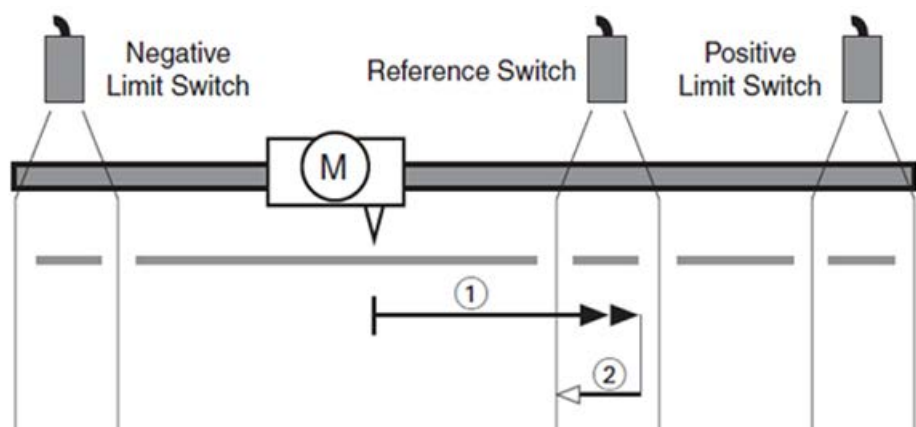 Negative
Limit Switch
Reference Switch
Positive
Limit Switch
M
1
2